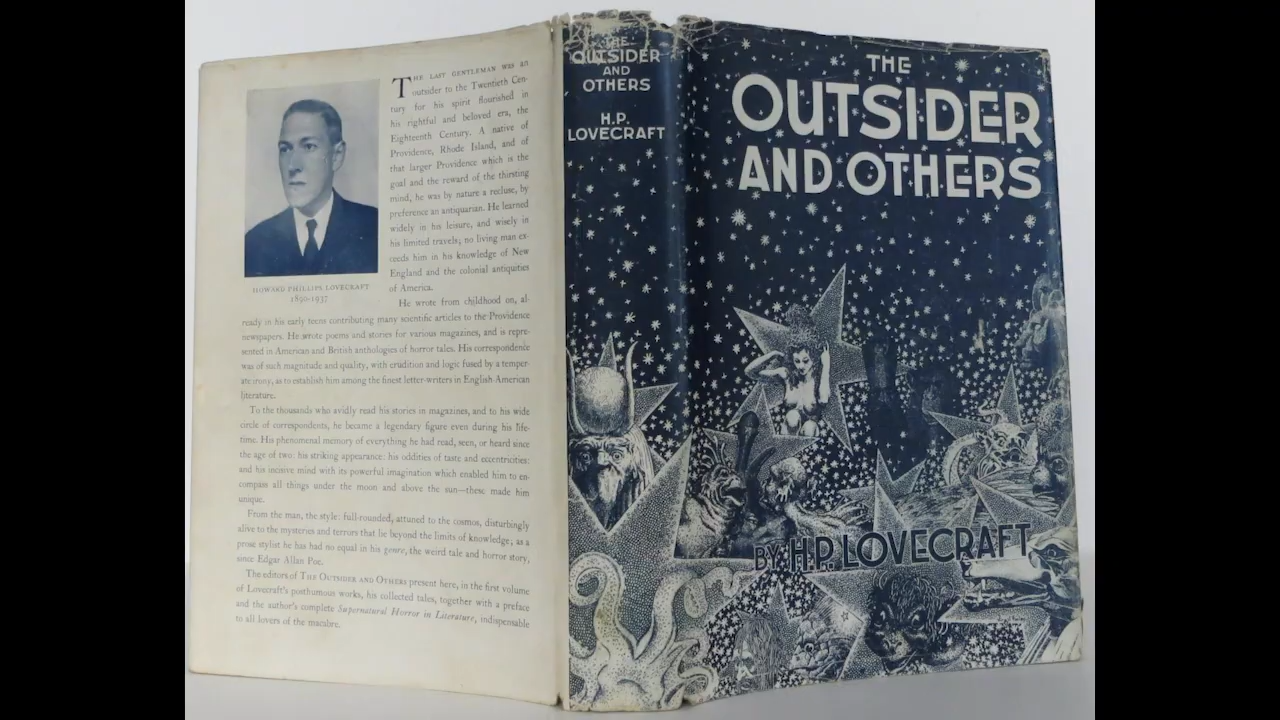 THE LAST GENTLEMAN was an
outsider to the Twentieth Cen-
tury for his spirit flourished in
his rightful and beloved era, the
Eighteenth Century. A native of
Providence, Rhode Island, and of
that larger Providence which is the
goal and the reward of the thirsting
mind, he was by nature a recluse, by
preference an antiquarian. He learned
widely in his leisure, and wisely in
his limited travels; no living man ex-
ceeds him in his knowledge of New
England and the colonial antiquities
of America.
HOWARD PHILLIPS LOVECRAFT
1890-1937
He wrote from childhood on, al-
ready in his early teens contributing many scientific articles to the Providence
newspapers. He wrote poems and stories for various magazines, and is repre-
sented in American and British anthologies of horror tales. His correspondence
was of such magnitude and quality, with erudition and logic fused by a temper-
ate irony, as to establish him among the finest letter-writers in English-American
literature.
To the thousands who avidly read his stories in magazines, and to his wide
circle of correspondents, he became a legendary figure even during his life-
time. His phenomenal memory of everything he had read, seen, or heard since
the age of two: his striking appearance: his oddities of taste and eccentricities:
and his incisive mind with its powerful imagination which enabled him to en-
compass all things under the moon and above the sun—these made him
unique.
From the man, the style: full-rounded, attuned to the cosmos, disturbingly
alive to the mysteries and terrors that lie beyond the limits of knowledge; as a
prose stylist he has had no equal in his genre, the weird tale and horror story,
since Edgar Allan Poe.
The editors of THE OUTSIDER AND OTHERS present here, in the first volume
of Lovecraft's posthumous works, his collected tales, together with a preface
and the author's complete Supernatural Horror in Literature, indispensable
to all lovers of the macabre.
THE
OUTSIDER
AND
OTHERS
H.P.
LOVECRAFT
THE
OUTSIDER
AND OTHERS
BY H.P. LOVECRAFT